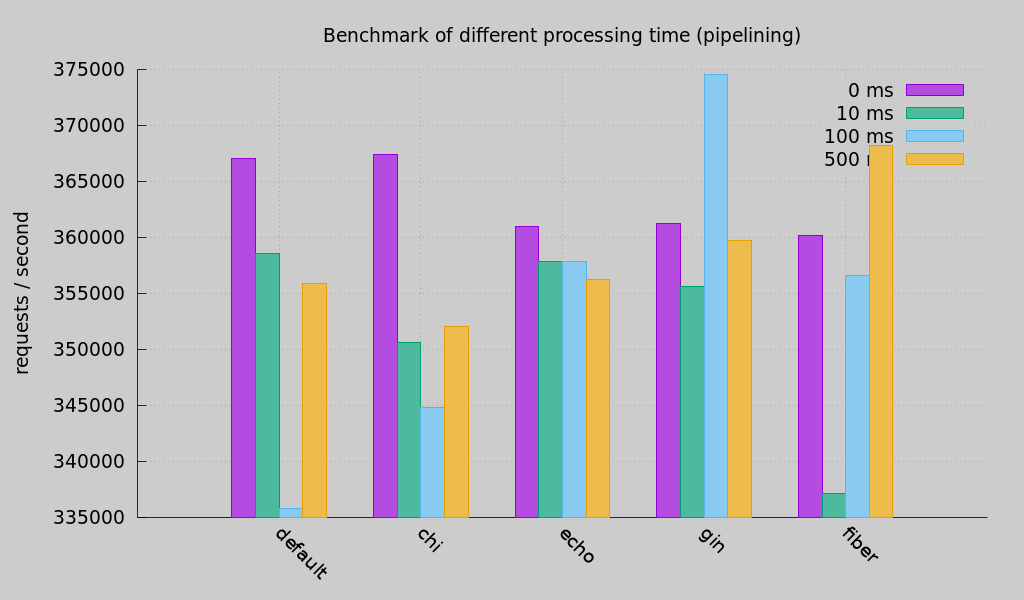 Benchmark of different processing time (pipelining)
requests / second
375000
370000
365000
360000
355000
350000
345000
340000
335000
0 ms
10 ms
100 ms
500
default
chi
echo
gin
fiber